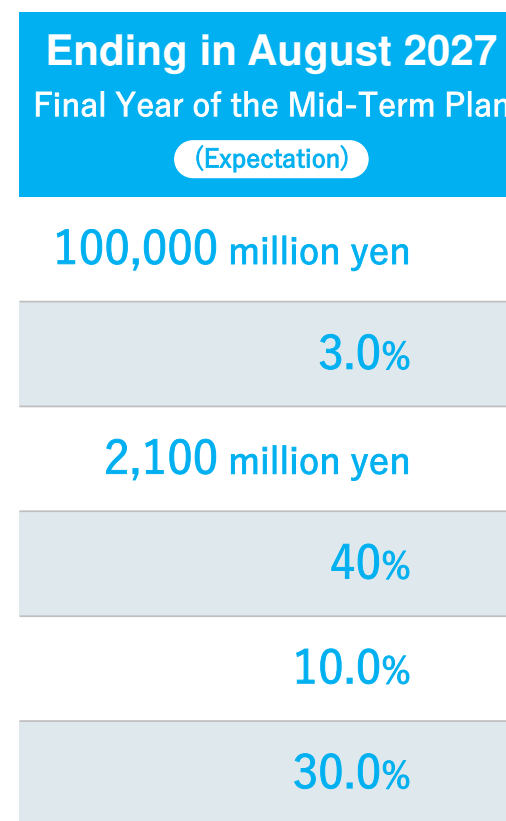 Ending in August 2027
Final Year of the Mid-Term Plan
(Expectation)
100,000 million yen
3.0%
2,100 million yen
40%
10.0%
30.0%